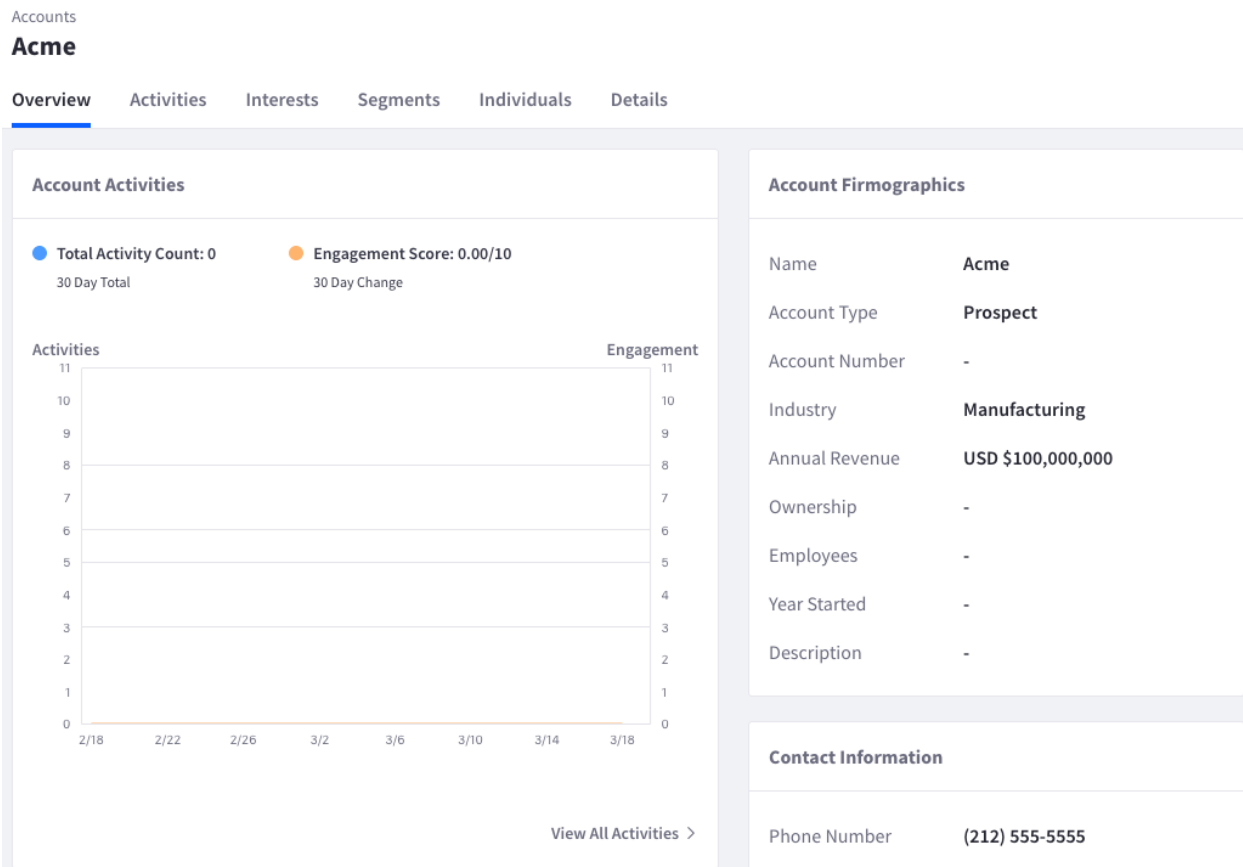 Accounts
Acme
Overview Activities Interests Segments Individuals Details
Account Activities
Total Activity Count: 0 Engagement Score: 0.00/10
30 Day Total 30 Day Change
Activities Engagement
11 11
10 10
9 9
8 8
7 7
6 6
5 5
4 4
3 3
2 2
1 1
0 0
2/18 2/22 2/26 3/2 3/6 3/10 3/14 3/18
View All Activities
Account Firmographics
Name Acme
Account Type Prospect
Account Number -
Industry Manufacturing
Annual Revenue USD $100,000,000
Ownership -
Employees -
Year Started -
Description -
Contact Information
Phone Number (212) 555-5555